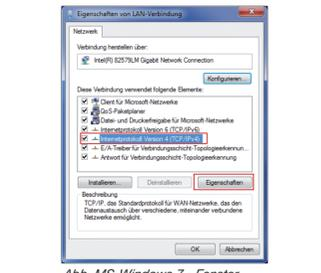 Eigenschaften von LAN-Verbindung
Netzwerk
Verbindung herstellen über:
Intel(R) 82579LM Gigabit Network Connection
Konfigurieren...
Diese Verbindung verwendet folgende Elemente:
Client für Microsoft-Netzwerke
QoS-Paketplaner
Datei- und Druckerfreigabe für Microsoft-Netzwerke
Internetprotokoll Version 6 (TCP/IPv6)
Internetprotokoll Version 4 (TCP/IPv4)
E/A-Treiber für Verbindungsschicht-Topologieerkennun...
Antwort für Verbindungsschicht-Topologieerkennung
Installieren...
Deinstallieren
Eigenschaften
Beschreibung
TCP/IP, das Standardprotokoll für WAN-Netzwerke, das den
Datenaustausch über verschiedene, miteinander verbundene
Netzwerke ermöglicht.
OK
Abbrechen
Abb. MS Windows 7 - Fenster